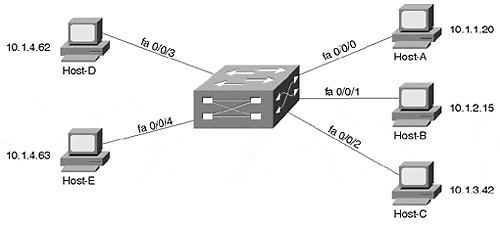 fa 0/0/3
fa 0/0/0
10.1.4.62
10.1.1.20
Host-D
Host-A
fa 0/0/1
10.1.2.15
fa 0/0/4
Host-B
10.1.4.63
fa 0/0/2
Host-E
10.1.3.42
Host-C